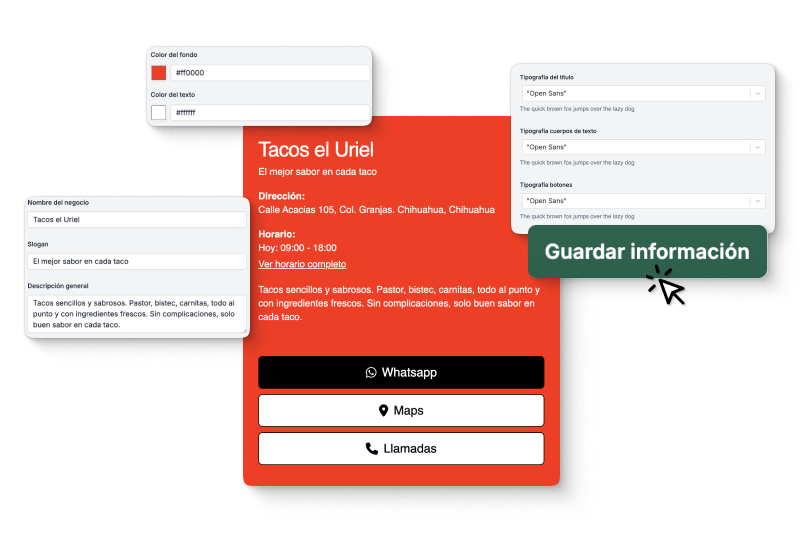 Color del fondo
#ff0000
Color del texto
#ffffff
Tipografía del título
"Open Sans"
The quick brown fox jumps over the lazy dog
Tipografía cuerpos de texto
"Open Sans"
The quick brown fox jumps over the lazy dog
Tipografía botones
"Open Sans"
The quick brown fox jumps over the lazy dog
Guardar información
Nombre del negocio
Tacos el Uriel
Slogan
El mejor sabor en cada taco
Descripción general
Tacos sencillos y sabrosos. Pastor, bistec, carnitas, todo al
punto y con ingredientes frescos. Sin complicaciones, solo
buen sabor en cada taco.
Tacos el Uriel
El mejor sabor en cada taco
Dirección:
Calle Acacias 105, Col. Granjas. Chihuahua, Chihuahua
Horario:
Hoy: 09:00 - 18:00
Ver horario completo
Tacos sencillos y sabrosos. Pastor, bistec, carnitas, todo al punto y
con ingredientes frescos. Sin complicaciones, solo buen sabor en
cada taco.
Whatsapp
Maps
Llamadas